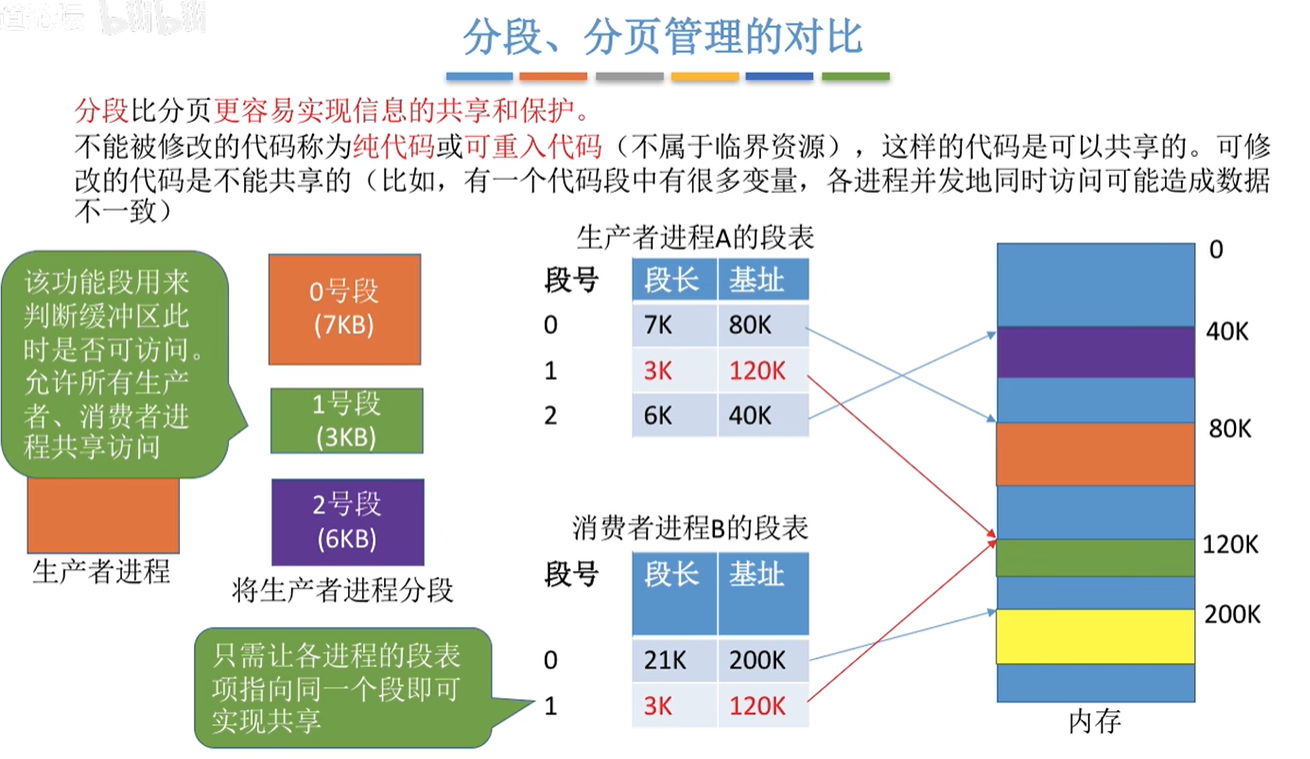 bilibili
分段、分页管理的对比
分段比分页更容易实现信息的共享和保护。
不能被修改的代码称为纯代码或可重入代码（不属于临界资源），这样的代码是可以共享的。可修
改的代码是不能共享的（比如，有一个代码段中有很多变量，各进程并发地同时访问可能造成数据
不一致）
该功能段用来
判断缓冲区此
时是否可访问。
允许所有生产
者、消费者进
程共享访问
生产者进程
0号段
(7KB)
1号段
(3KB)
2号段
(6KB)
将生产者进程分段
生产者进程A的段表
段号 段长 基址
0 7K 80K
1 3K 120K
2 6K 40K
消费者进程B的段表
段号 段长 基址
0 21K 200K
1 3K 120K
只需让各进程的段表
项指向同一个段即可
实现共享
0
40K
80K
120K
200K
内存